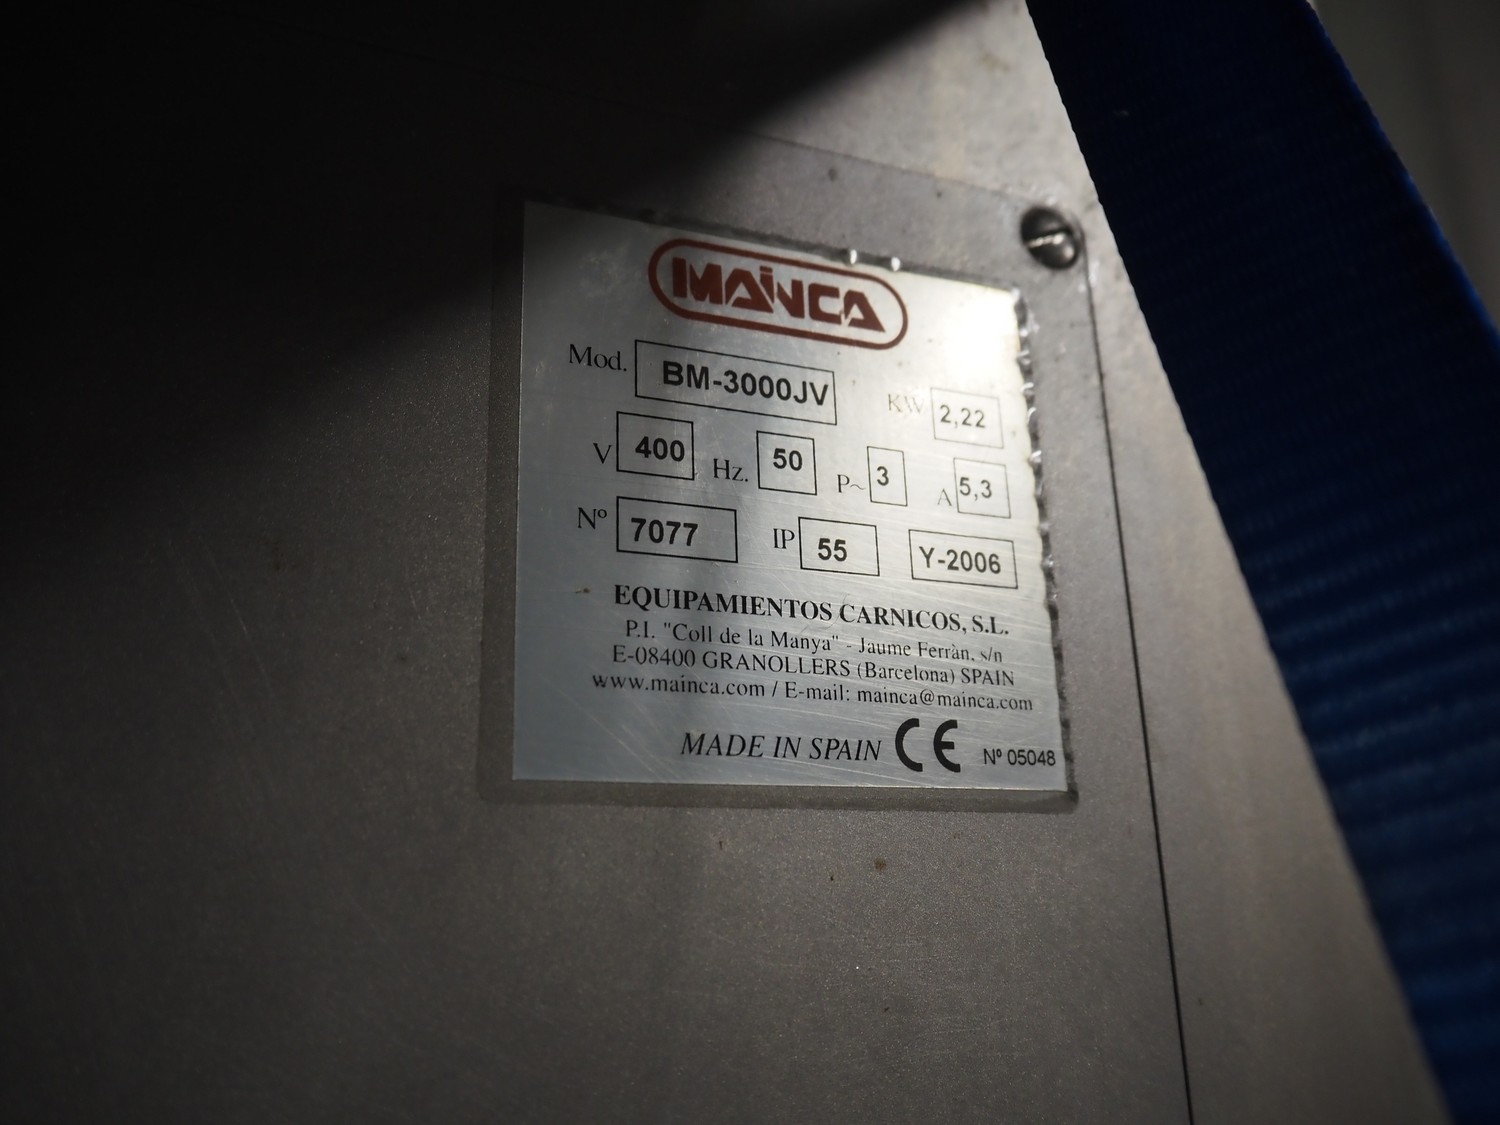 MAINCA
Mod. BM-3000JV KW 2,22
V 400 Hz. 50 P~ 3 A 5,3
Nº 7077 IP 55 Y-2006
EQUIPAMIENTOS CARNICOS, S.L.
P.I. "Coll de la Manya" - Jaume Ferràn, s/n
E-08400 GRANOLLERS (Barcelona) SPAIN
www.mainca.com / E-mail: mainca@mainca.com
MADE IN SPAIN CE Nº 05048